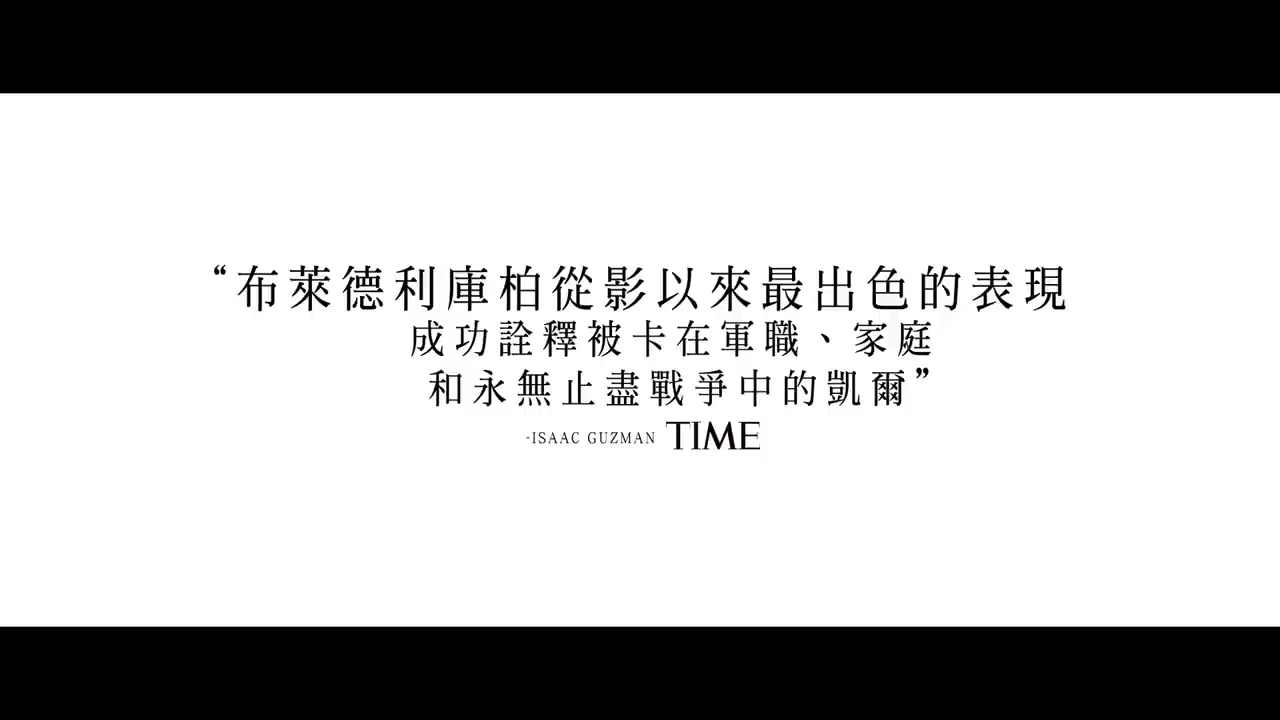 “布萊德利庫柏從影以來最出色的表現
成功詮釋被卡在軍職、家庭
和永無止盡戰爭中的凱爾”
-ISAAC GUZMAN TIME